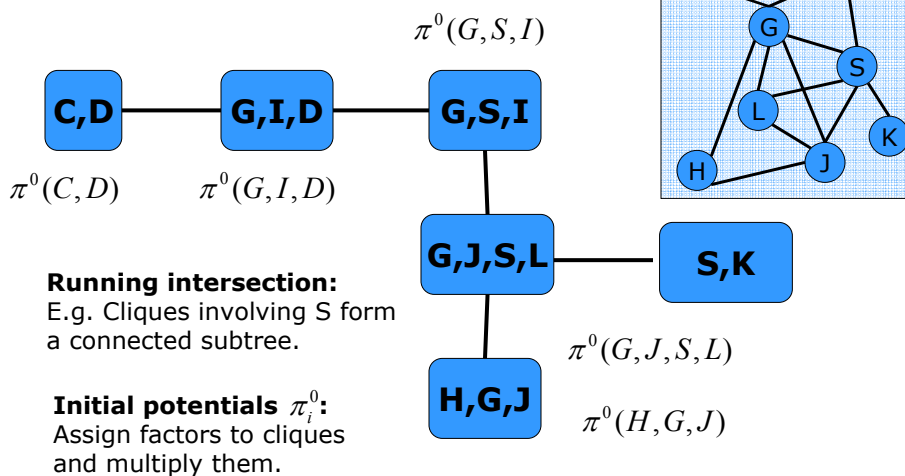 π⁰(G,S,I)
G
S
L
K
H
J
C,D
G,I,D
G,S,I
π⁰(C,D)
π⁰(G,I,D)
G,J,S,L
S,K
Running intersection:
E.g. Cliques involving S form
a connected subtree.
π⁰(G,J,S,L)
H,G,J
π⁰(H,G,J)
Initial potentials πᵢ⁰:
Assign factors to cliques
and multiply them.